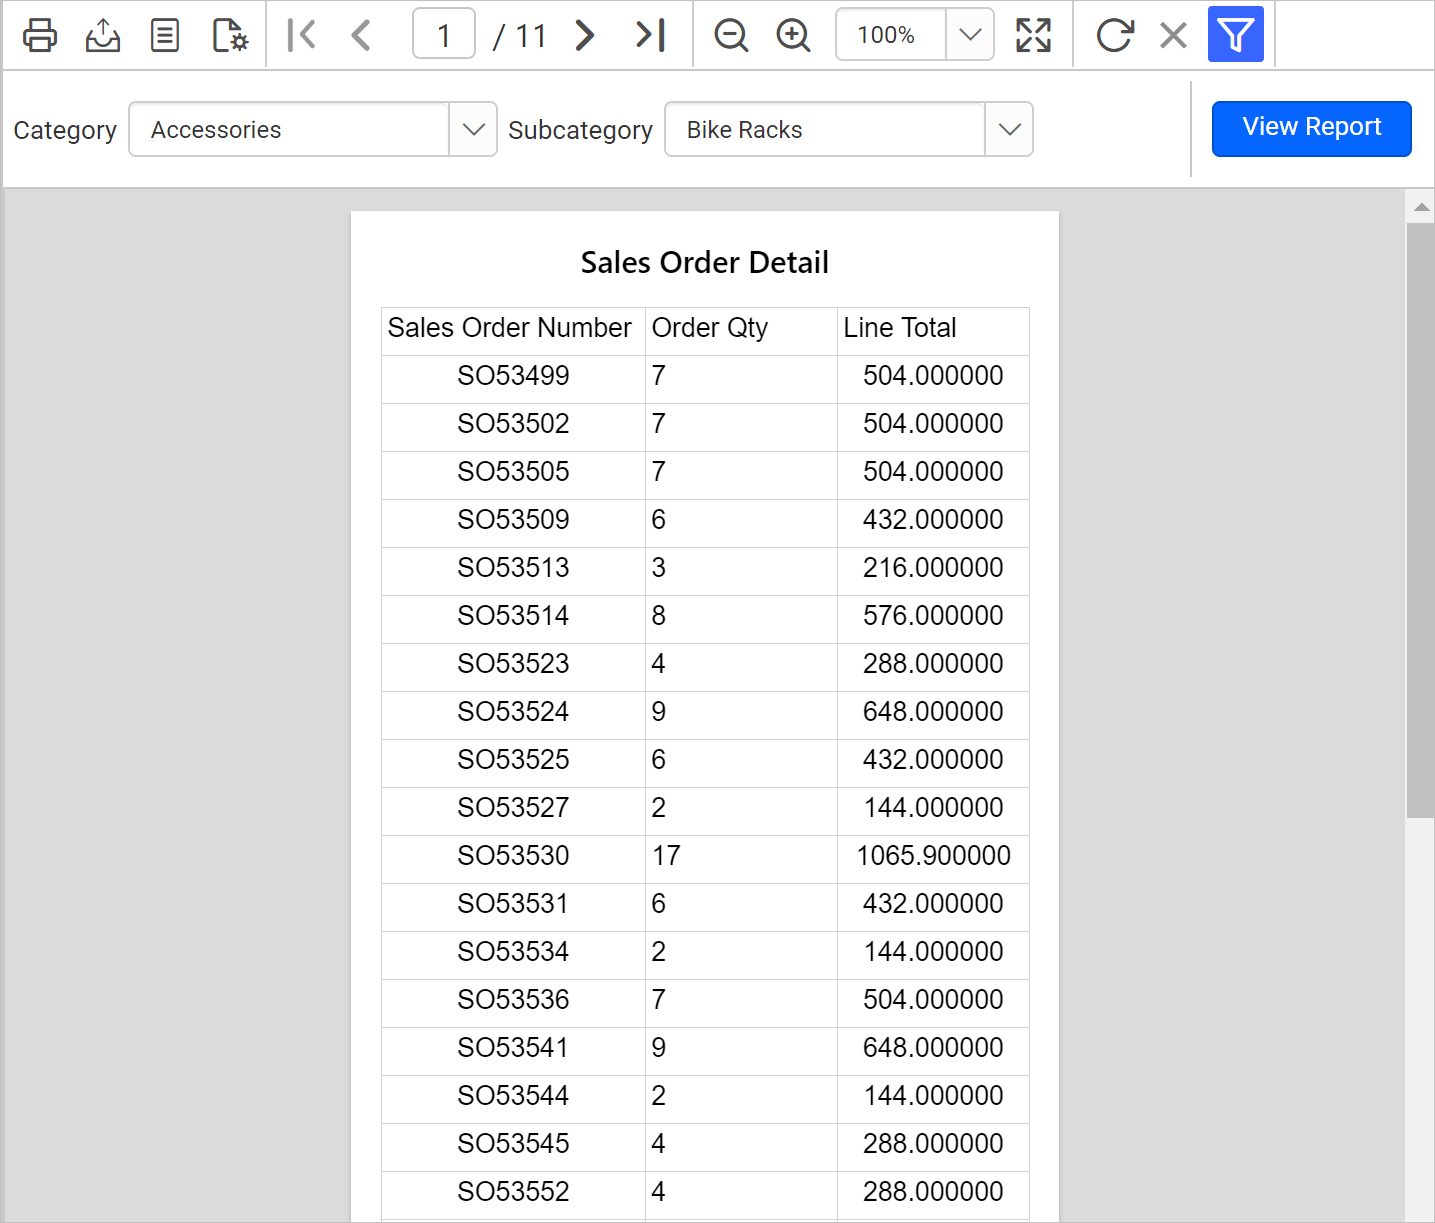 1 / 11 100%
Category Accessories Subcategory Bike Racks View Report
Sales Order Detail
Sales Order Number Order Qty Line Total
SO53499 7 504.000000
SO53502 7 504.000000
SO53505 7 504.000000
SO53509 6 432.000000
SO53513 3 216.000000
SO53514 8 576.000000
SO53523 4 288.000000
SO53524 9 648.000000
SO53525 6 432.000000
SO53527 2 144.000000
SO53530 17 1065.900000
SO53531 6 432.000000
SO53534 2 144.000000
SO53536 7 504.000000
SO53541 9 648.000000
SO53544 2 144.000000
SO53545 4 288.000000
SO53552 4 288.000000